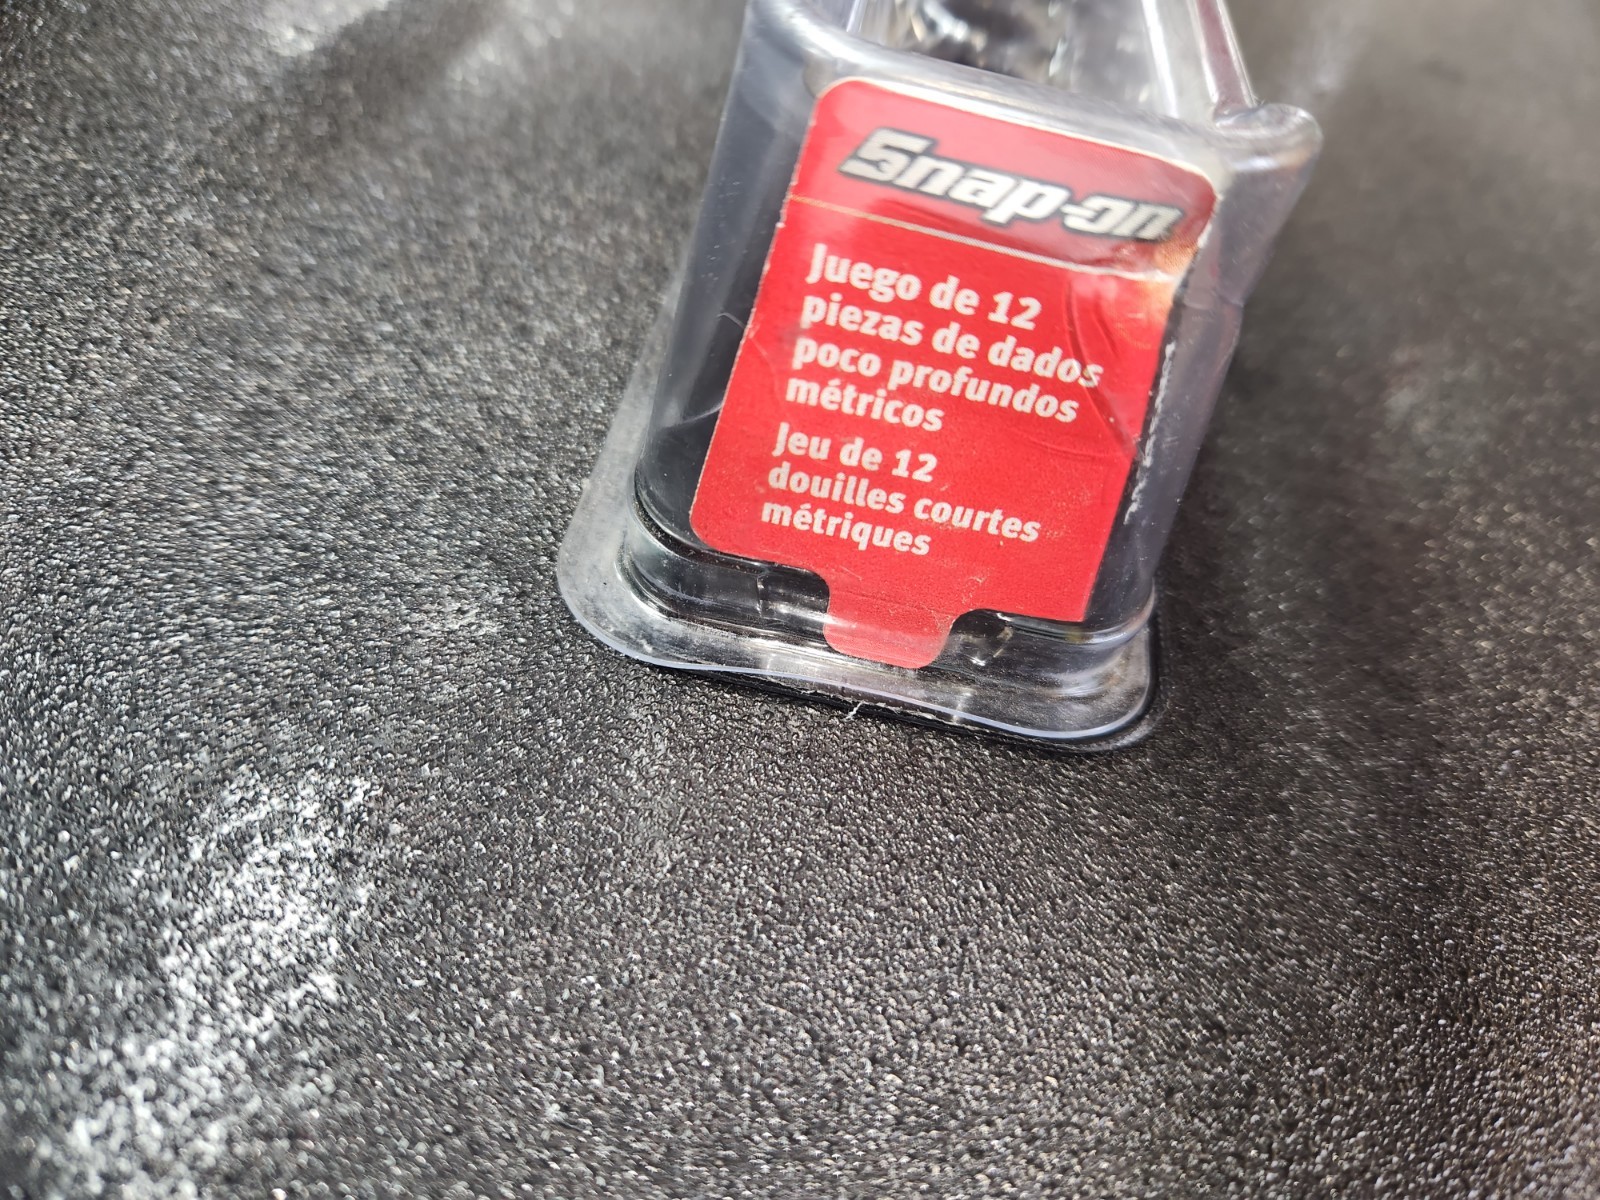 Snap-on
Juego de 12
piezas de dados
poco profundos
métricos
Jeu de 12
douilles courtes
métriques